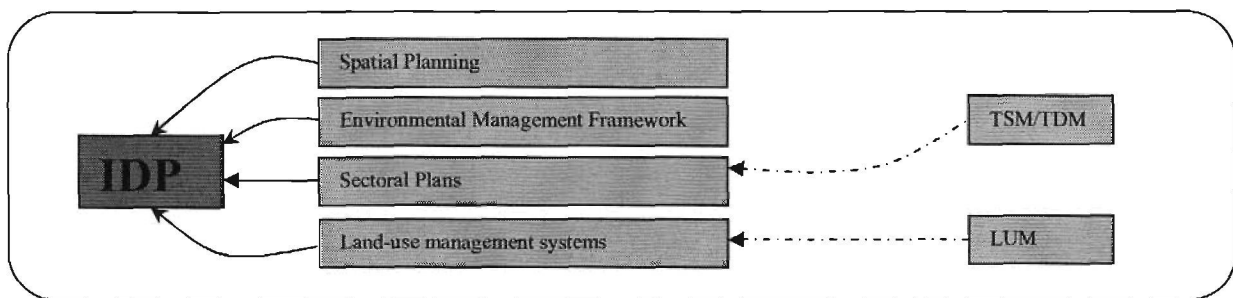 Spatial Planning
Environmental Management Framework
TSM/TDM
IDP
Sectoral Plans
Land-use management systems
LUM